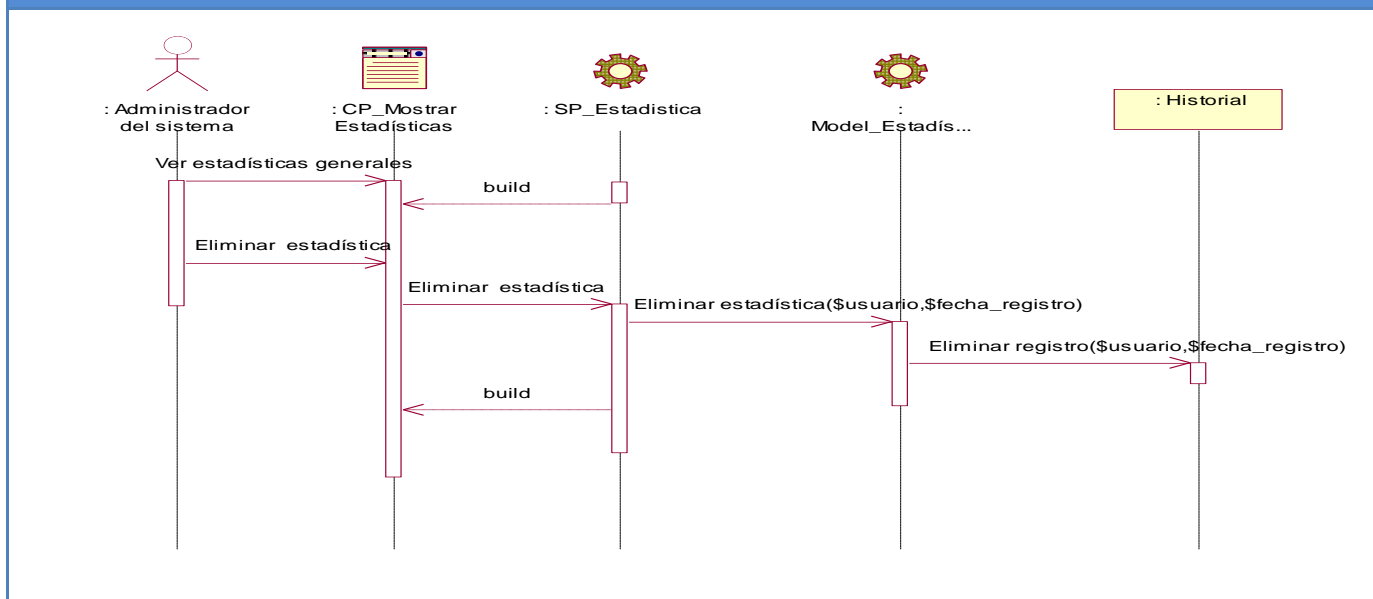 : Administrador
del sistema
: CP_Mostrar
Estadísticas
: SP_Estadistica
:
Model_Estadís...
: Historial
Ver estadísticas generales
build
Eliminar estadística
Eliminar estadística
Eliminar estadística($usuario,$fecha_registro)
Eliminar registro($usuario,$fecha_registro)
build